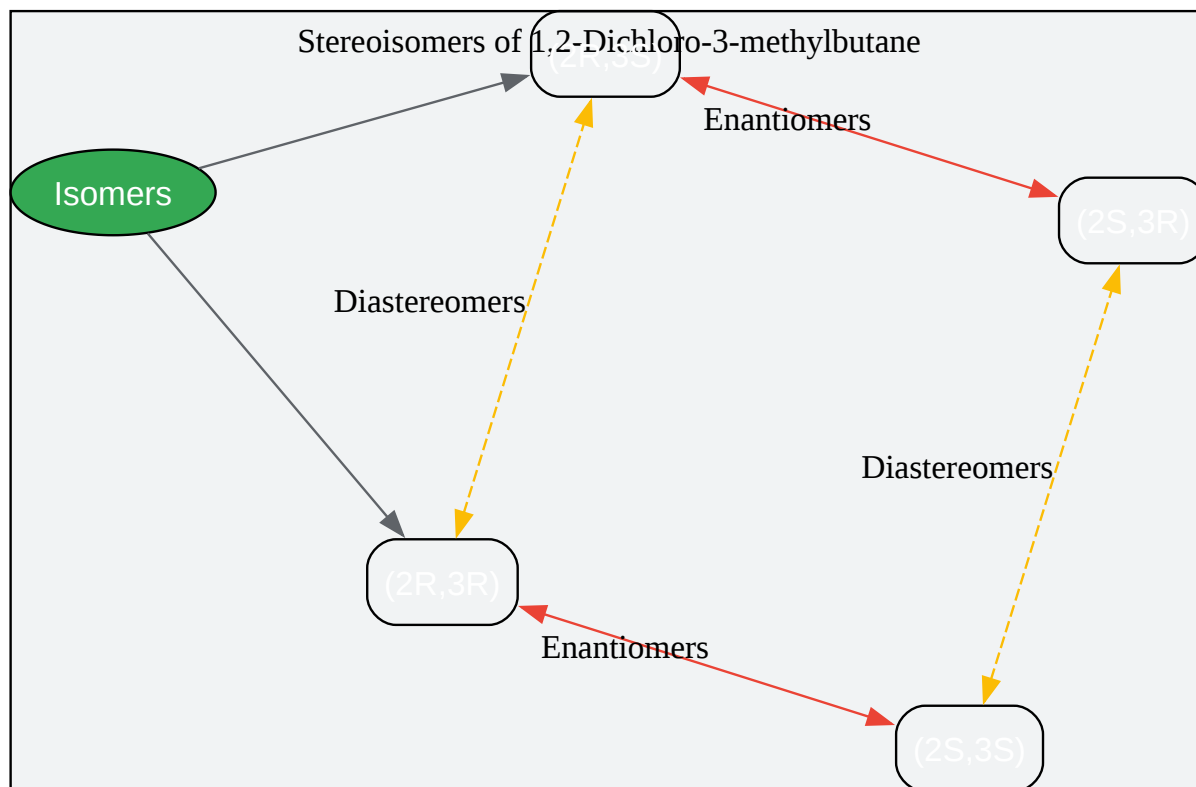 Stereoisomers of 1,2-Dichloro-3-methylbutane
(2R,3S)
Enantiomers
Isomers
(2S,3R)
Diastereomers
Diastereomers
(2R,3R)
Enantiomers
(2S,3S)